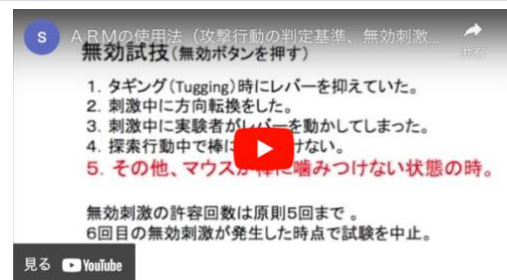 S ARMの使用法（攻撃行動の判定基準、無効刺激...
共有
無効試技(無効ボタンを押す)
1. タギング(Tugging)時にレバーを抑えていた。
2. 刺激中に方向転換をした。
3. 刺激中に実験者がレバーを動かしてしまった。
4. 探索行動中で棒に けない。
5. その他、マウスが棒に噛みつけない状態の時。
無効刺激の許容回数は原則5回まで 。
6回目の無効刺激が発生した時点で試験を中止。
見る YouTube